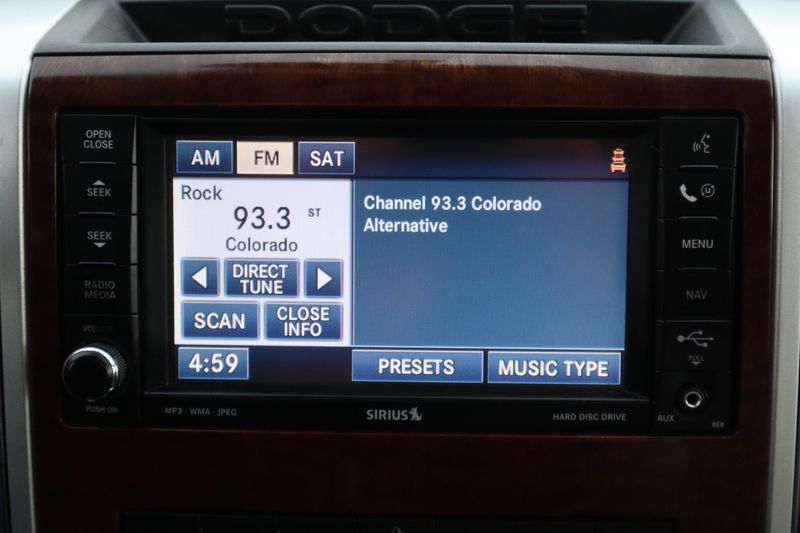 DODGE
OPEN
CLOSE
AM FM SAT
SEEK
Rock
93.3 ST
Colorado
Channel 93.3 Colorado
Alternative
SEEK
MENU
DIRECT
TUNE
RADIO
MEDIA
NAV
SCAN
CLOSE
INFO
VOLUME
PULL
4:59
PRESETS
MUSIC TYPE
PUSH ON
MP3 · WMA · JPEG
SIRIUS
HARD DISC DRIVE
AUX
RER